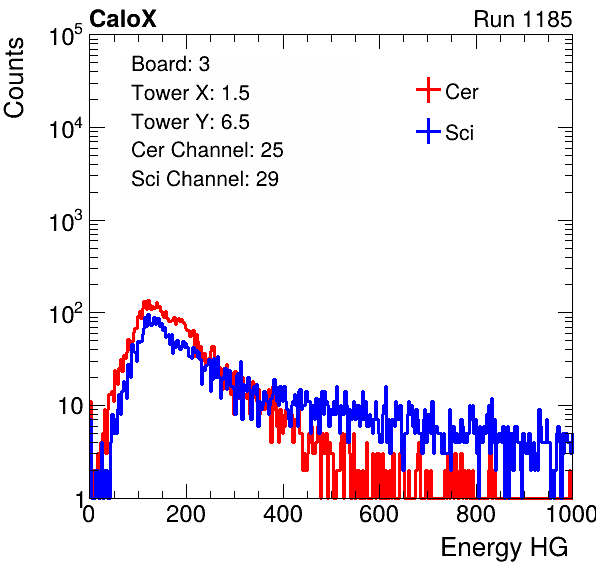 CaloX Run 1185
Counts
10^5
10^4
10^3
10^2
10
1
Board: 3
Tower X: 1.5
Tower Y: 6.5
Cer Channel: 25
Sci Channel: 29
Cer
Sci
0 200 400 600 800 1000
Energy HG